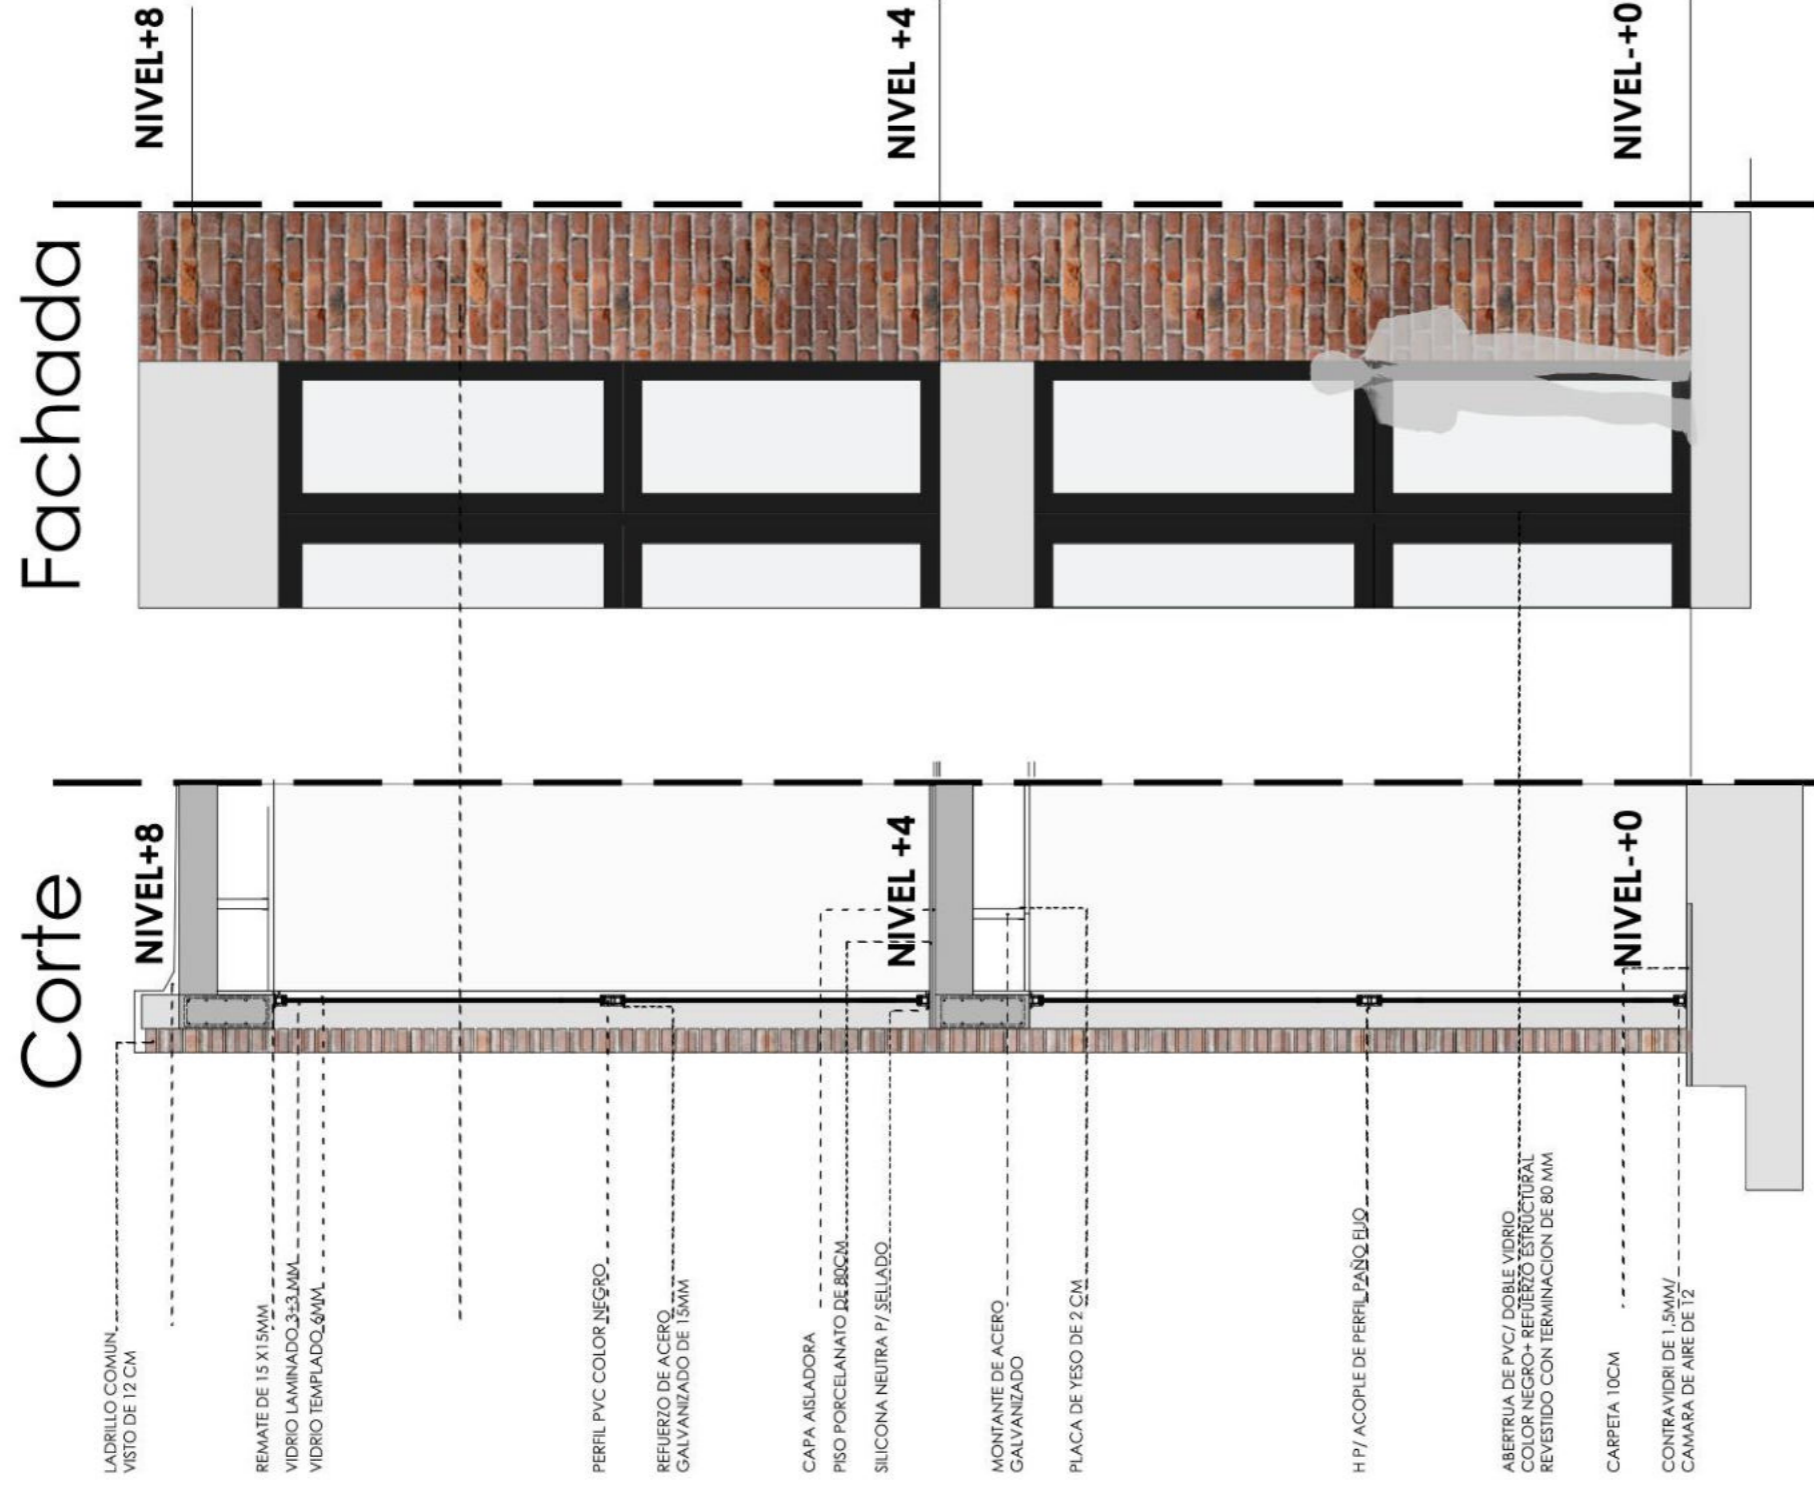 Fachada
NIVEL+8
NIVEL +4
NIVEL-+0
Corte
NIVEL+8
NIVEL +4
NIVEL-+0
LADRILLO COMUN
VISTO DE 12 CM
REMATE DE 15 X15MM
VIDRIO LAMINADO 3+3 MM
VIDRIO TEMPLADO 6MM
PERFIL PVC COLOR NEGRO
REFUERZO DE ACERO
GALVANIZADO DE 15MM
CAPA AISLADORA
PISO PORCELANATO DE 80CM
SILICONA NEUTRA P/ SELLADO
MONTANTE DE ACERO
GALVANIZADO
PLACA DE YESO DE 2 CM
H P/ ACOPLE DE PERFIL PAÑO FIJO
ABERTRUA DE PVC/ DOBLE VIDRIO
COLOR NEGRO+ REFUERZO ESTRUCTURAL
REVESTIDO CON TERMINACION DE 80 MM
CARPETA 10CM
CONTRAVIDRI DE 1,5MM/
CAMARA DE AIRE DE 12